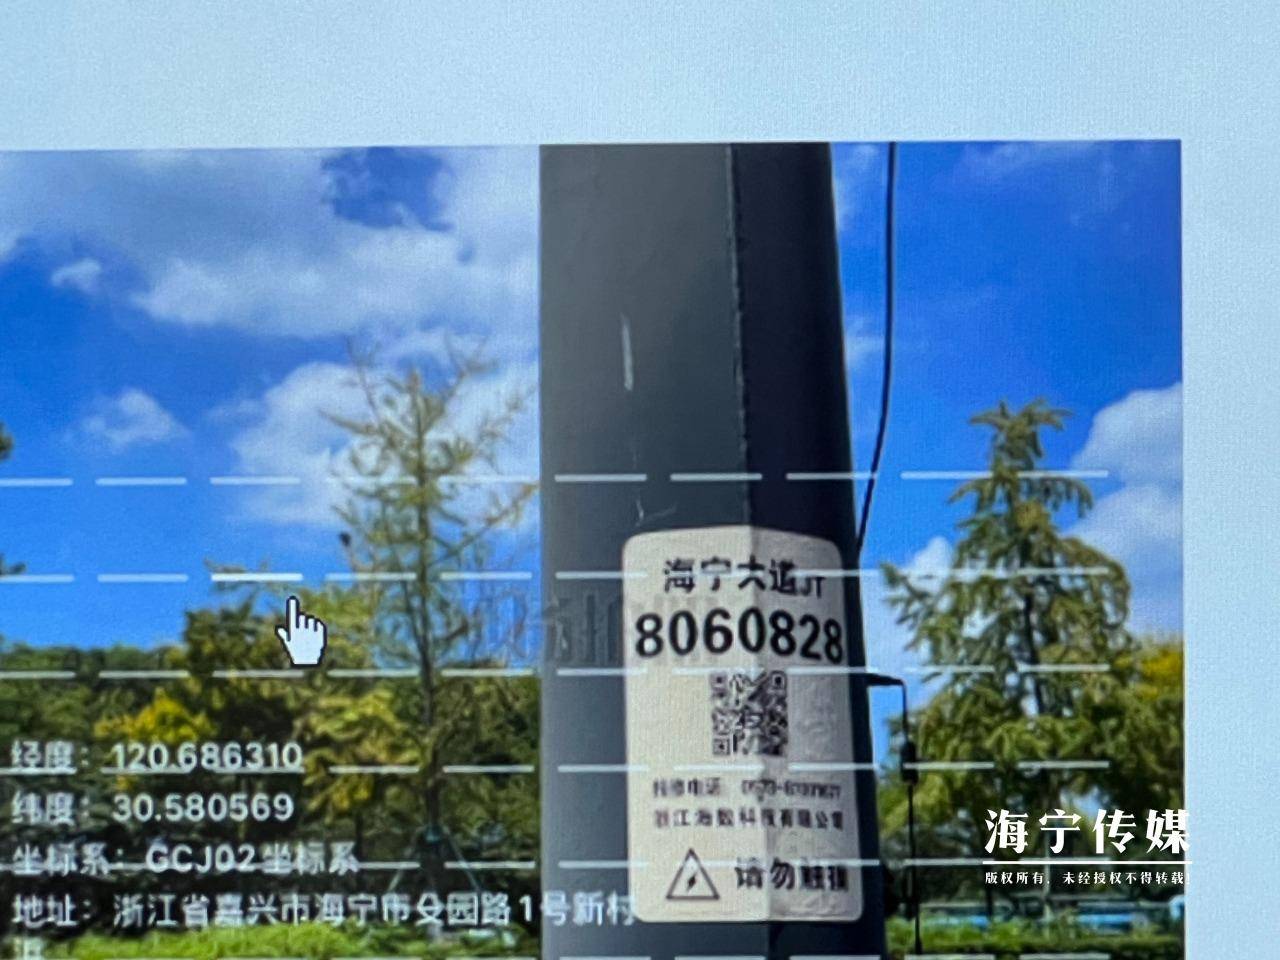 海宁大道
8060828
浙江海数科技有限公司
请勿触摸
经度：120.686310
纬度：30.580569
坐标系：GCJ02坐标系
地址：浙江省嘉兴市海宁市园路1号新村
海宁传媒
版权所有，未经授权不得转载